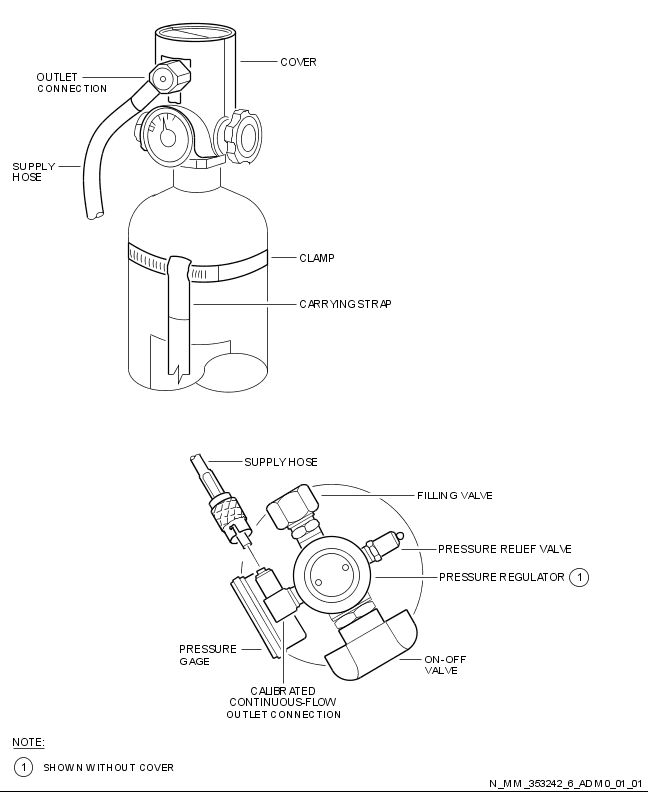 COVER
OUTLET
CONNECTION
SUPPLY
HOSE
CLAMP
CARRYING STRAP
SUPPLY HOSE
FILLING VALVE
PRESSURE RELIEF VALVE
PRESSURE REGULATOR 1
PRESSURE
GAGE
ON-OFF
VALVE
CALIBRATED
CONTINUOUS-FLOW
OUTLET CONNECTION
NOTE:
1 SHOWN WITHOUT COVER
N_MM_353242_6_ADM0_01_01